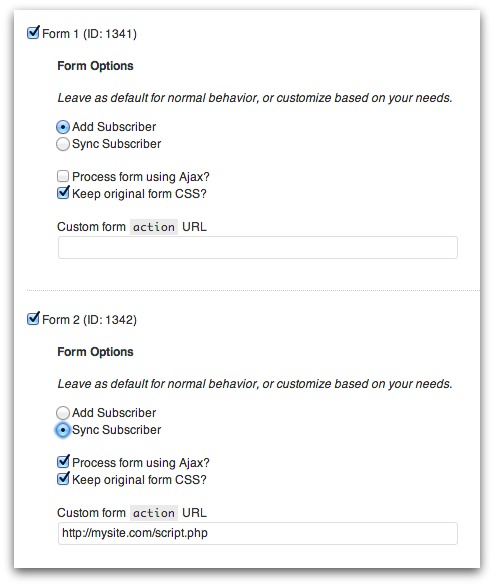 Form 1 (ID: 1341)
Form Options
Leave as default for normal behavior, or customize based on your needs.
Add Subscriber
Sync Subscriber
Process form using Ajax?
Keep original form CSS?
Custom form action URL
Form 2 (ID: 1342)
Form Options
Leave as default for normal behavior, or customize based on your needs.
Add Subscriber
Sync Subscriber
Process form using Ajax?
Keep original form CSS?
Custom form action URL
http://mysite.com/script.php